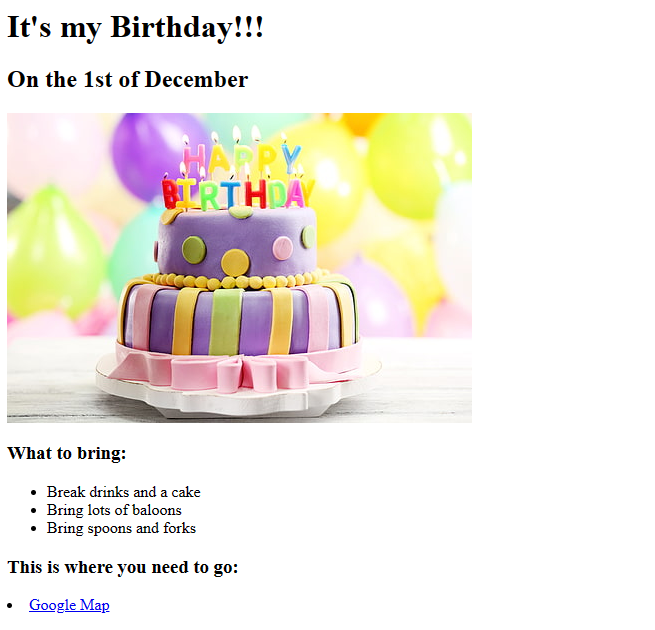 It's my Birthday!!!
On the 1st of December
HAPPY
BIRTHDAY
What to bring:
Break drinks and a cake
Bring lots of baloons
Bring spoons and forks
This is where you need to go:
Google Map